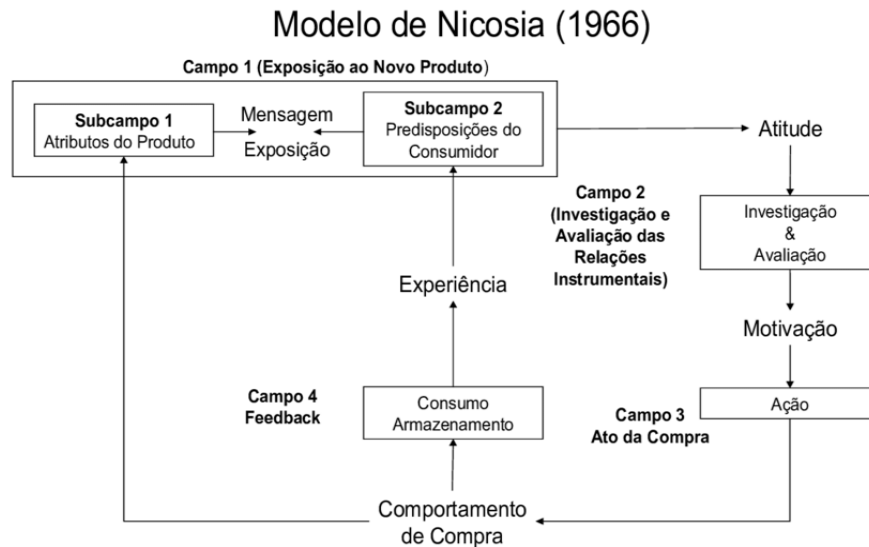 Modelo de Nicosia (1966)
Campo 1 (Exposição ao Novo Produto)
Subcampo 1
Atributos do Produto
Mensagem
Exposição
Subcampo 2
Predisposições do
Consumidor
Atitude
Campo 2
(Investigação e
Avaliação das
Relações
Instrumentais)
Investigação
&
Avaliação
Experiência
Motivação
Campo 4
Feedback
Consumo
Armazenamento
Campo 3
Ato da Compra
Ação
Comportamento
de Compra